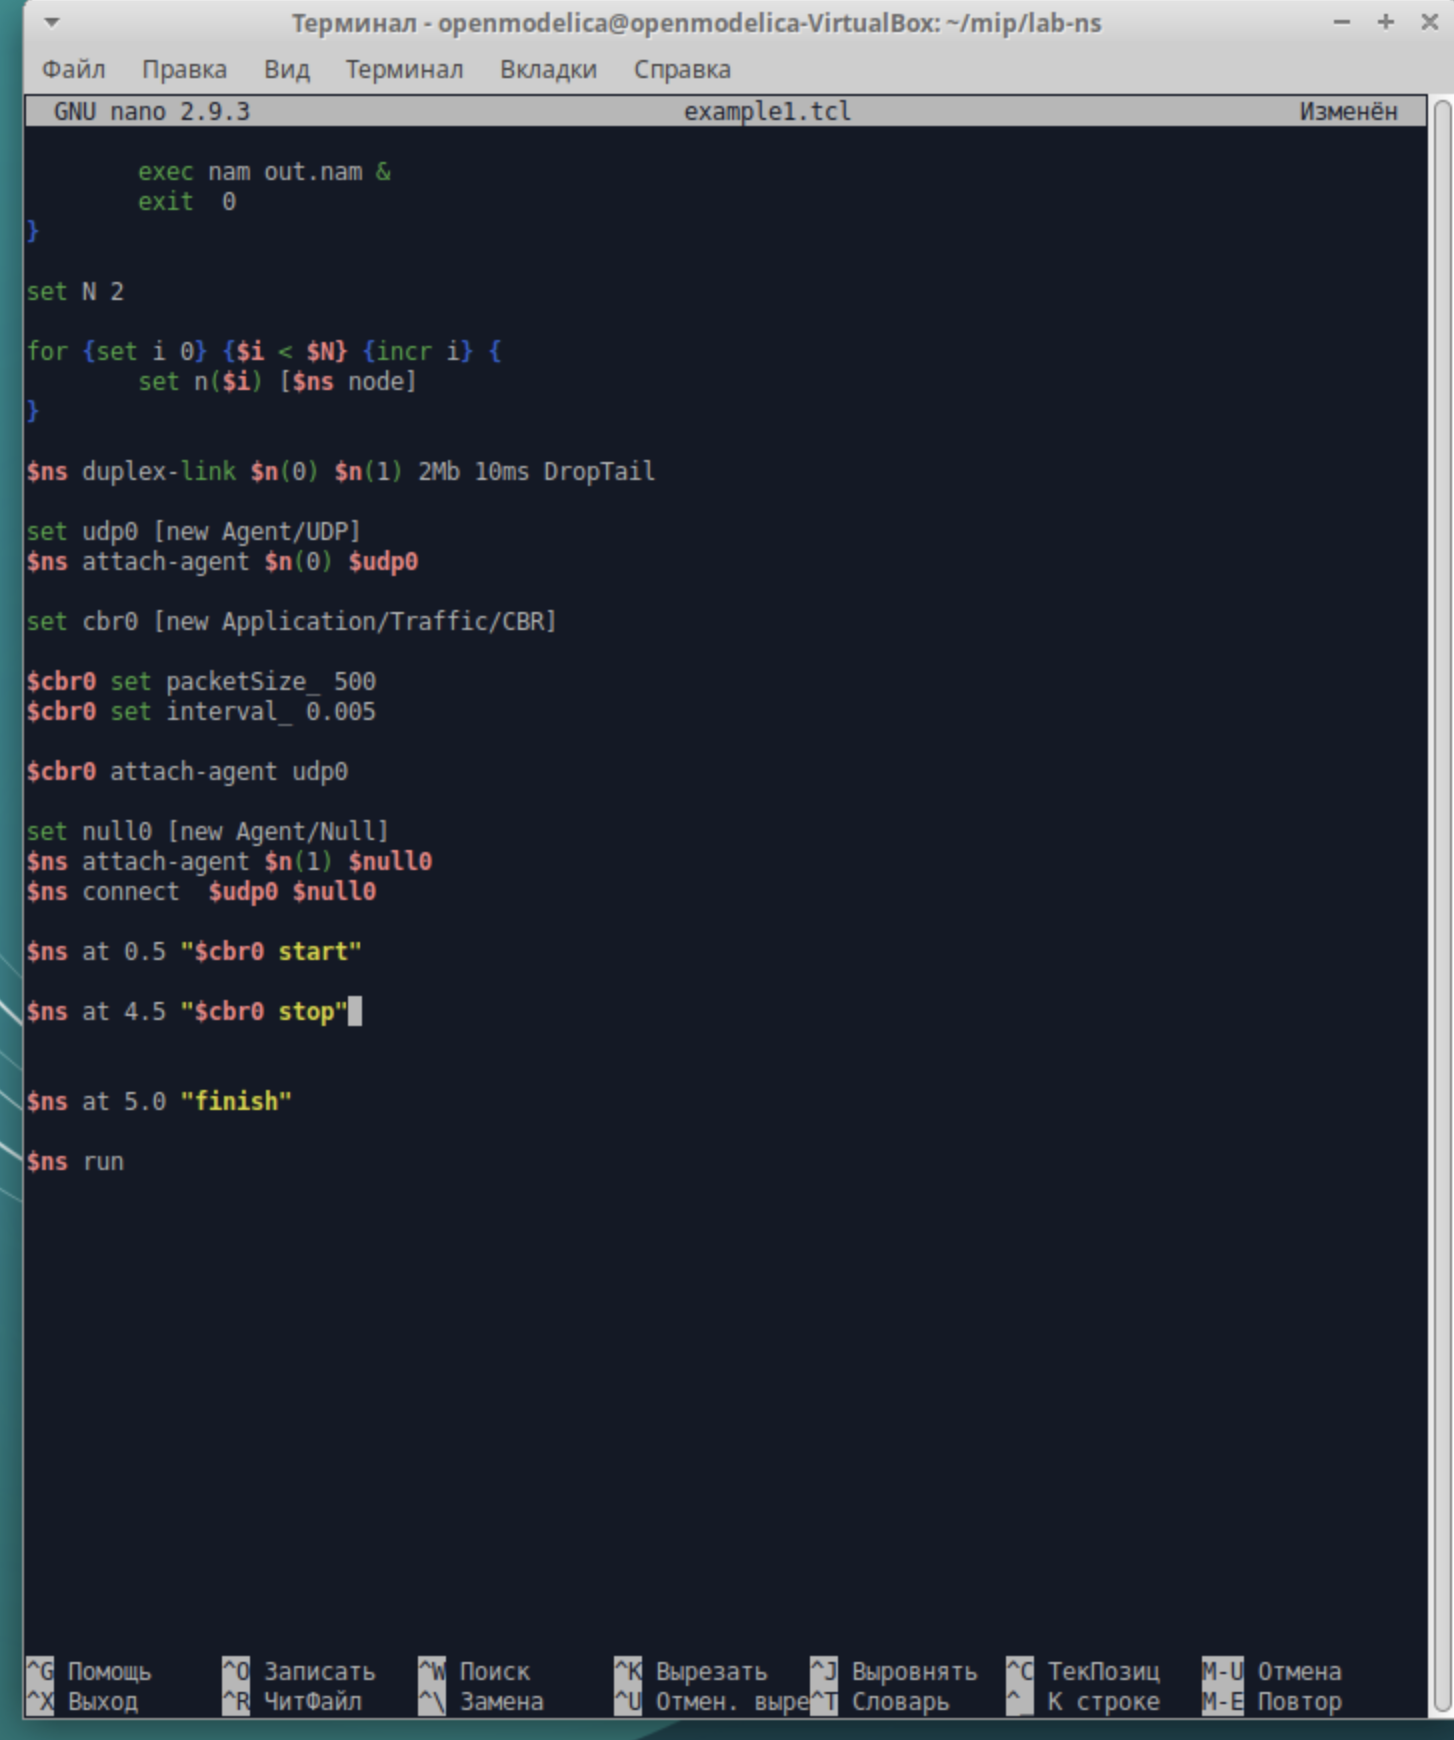 Терминал - openmodelica@openmodelica-VirtualBox: ~/mip/lab-ns
Файл Правка Вид Терминал Вкладки Справка
GNU nano 2.9.3 example1.tcl Изменён
exec nam out.nam &
exit  0
}
set N 2
for {set i 0} {$i < $N} {incr i} {
set n($i) [$ns node]
}
$ns duplex-link $n(0) $n(1) 2Mb 10ms DropTail
set udp0 [new Agent/UDP]
$ns attach-agent $n(0) $udp0
set cbr0 [new Application/Traffic/CBR]
$cbr0 set packetSize_ 500
$cbr0 set interval_ 0.005
$cbr0 attach-agent udp0
set null0 [new Agent/Null]
$ns attach-agent $n(1) $null0
$ns connect  $udp0 $null0
$ns at 0.5 "$cbr0 start"
$ns at 4.5 "$cbr0 stop"
$ns at 5.0 "finish"
$ns run
^G Помощь ^O Записать ^W Поиск ^K Вырезать ^J Выровнять ^C ТекПозиц M-U Отмена
^X Выход ^R ЧитФайл ^\ Замена ^U Отмен. выре ^T Словарь ^_ К строке M-E Повтор